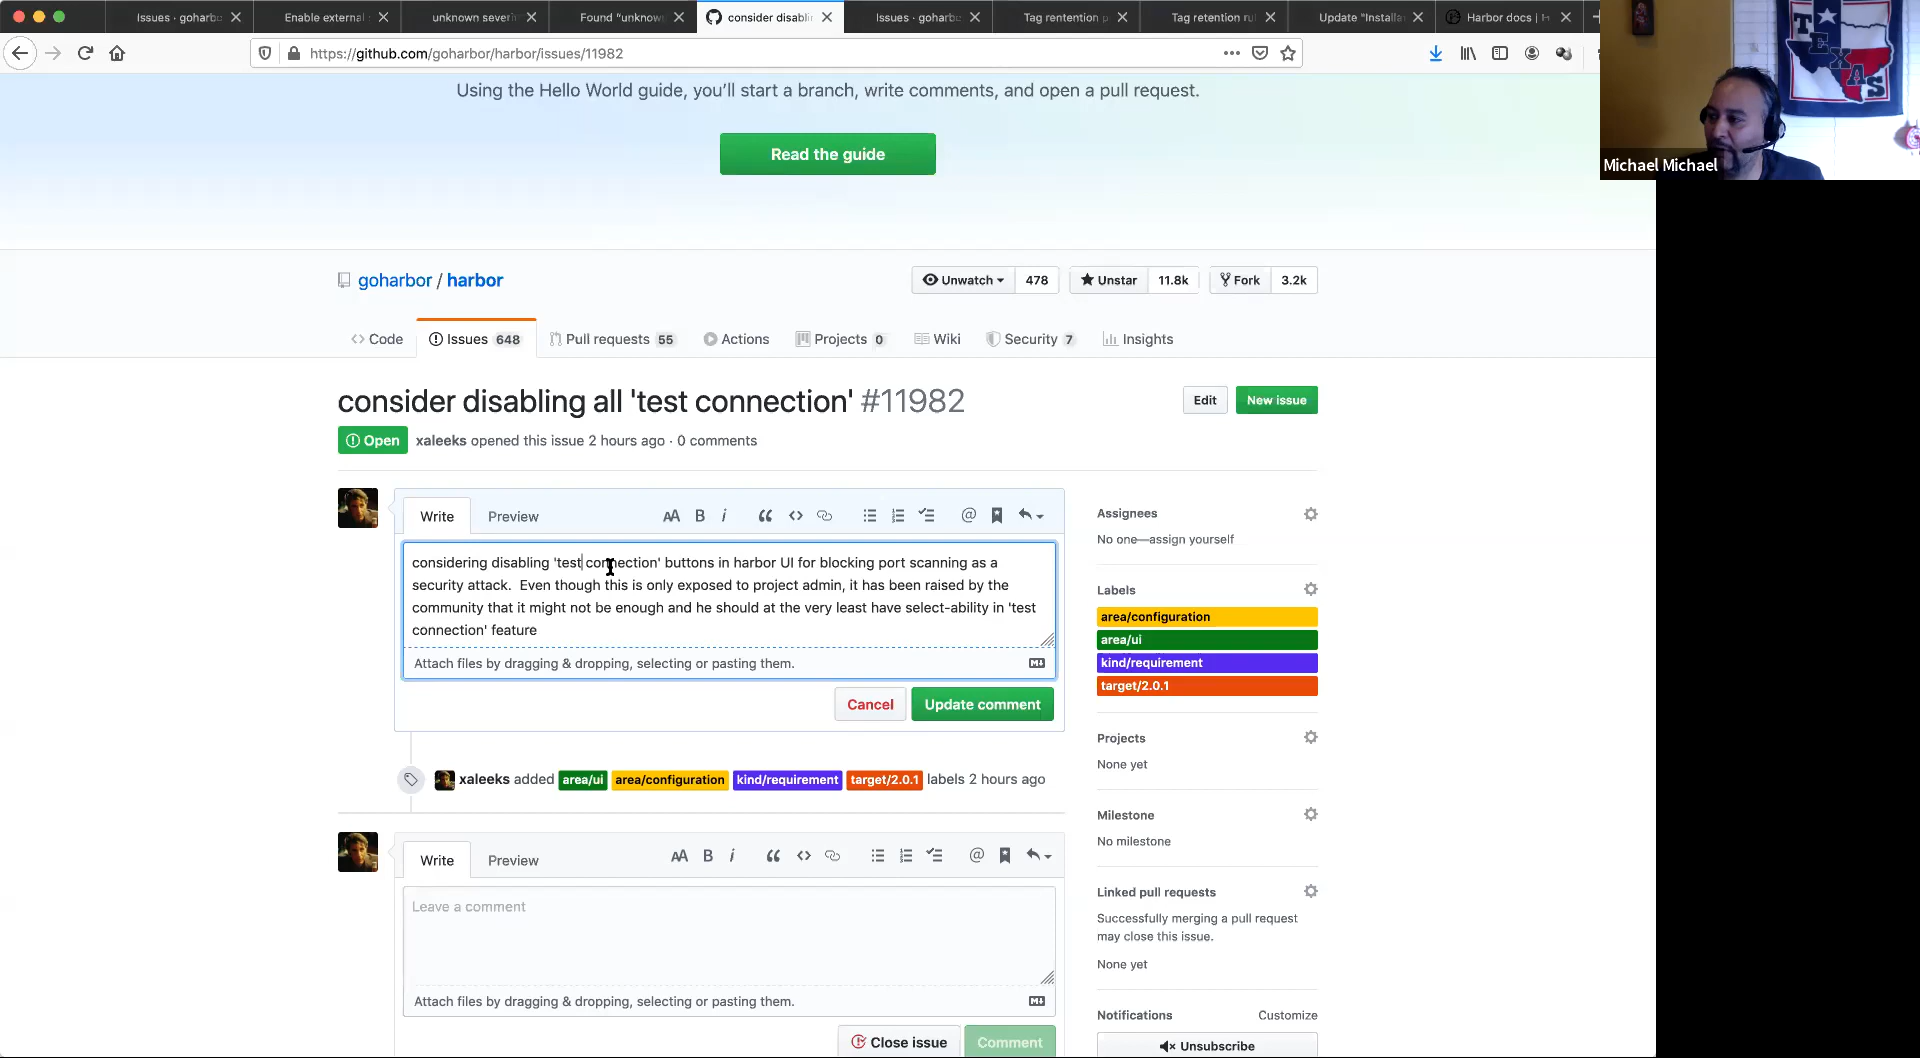 Issues · goharbo
Enable external
unknown severi
Found "unknow
consider disabli
Issues · goharbo
Tag rentention p
Tag retention ru
Update "Installa
Harbor docs | H
https://github.com/goharbor/harbor/issues/11982
TEXAS
Michael Michael
Using the Hello World guide, you'll start a branch, write comments, and open a pull request.
Read the guide
goharbor / harbor
Unwatch 478
Unstar 11.8k
Fork 3.2k
Code
Issues 648
Pull requests 55
Actions
Projects 0
Wiki
Security 7
Insights
consider disabling all 'test connection' #11982
Edit
New issue
Open
xaleeks opened this issue 2 hours ago · 0 comments
Write
Preview
considering disabling 'test connection' buttons in harbor UI for blocking port scanning as a
security attack.  Even though this is only exposed to project admin, it has been raised by the
community that it might not be enough and he should at the very least have select-ability in 'test
connection' feature
Attach files by dragging & dropping, selecting or pasting them.
Cancel
Update comment
xaleeks added area/ui area/configuration kind/requirement target/2.0.1 labels 2 hours ago
Write
Preview
Leave a comment
Attach files by dragging & dropping, selecting or pasting them.
Close issue
Comment
Assignees
No one—assign yourself
Labels
area/configuration
area/ui
kind/requirement
target/2.0.1
Projects
None yet
Milestone
No milestone
Linked pull requests
Successfully merging a pull request
may close this issue.
None yet
Notifications
Customize
Unsubscribe